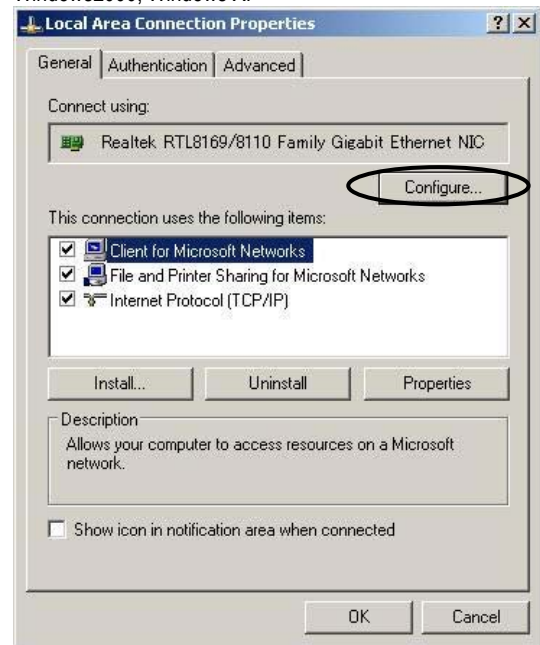 Local Area Connection Properties
General Authentication Advanced
Connect using:
Realtek RTL8169/8110 Family Gigabit Ethernet NIC
Configure...
This connection uses the following items:
Client for Microsoft Networks
File and Printer Sharing for Microsoft Networks
Internet Protocol (TCP/IP)
Install... Uninstall Properties
Description
Allows your computer to access resources on a Microsoft
network.
Show icon in notification area when connected
OK Cancel